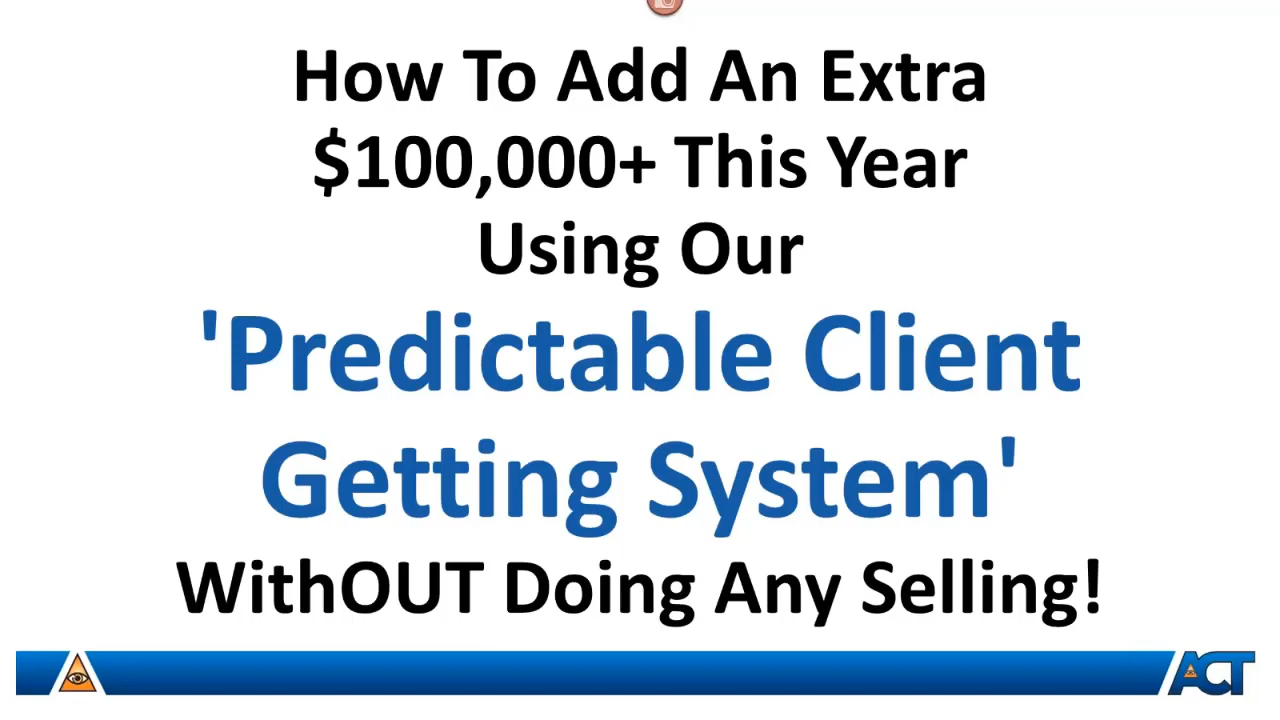 How To Add An Extra
$100,000+ This Year
Using Our
'Predictable Client
Getting System'
WithOUT Doing Any Selling!
ACT